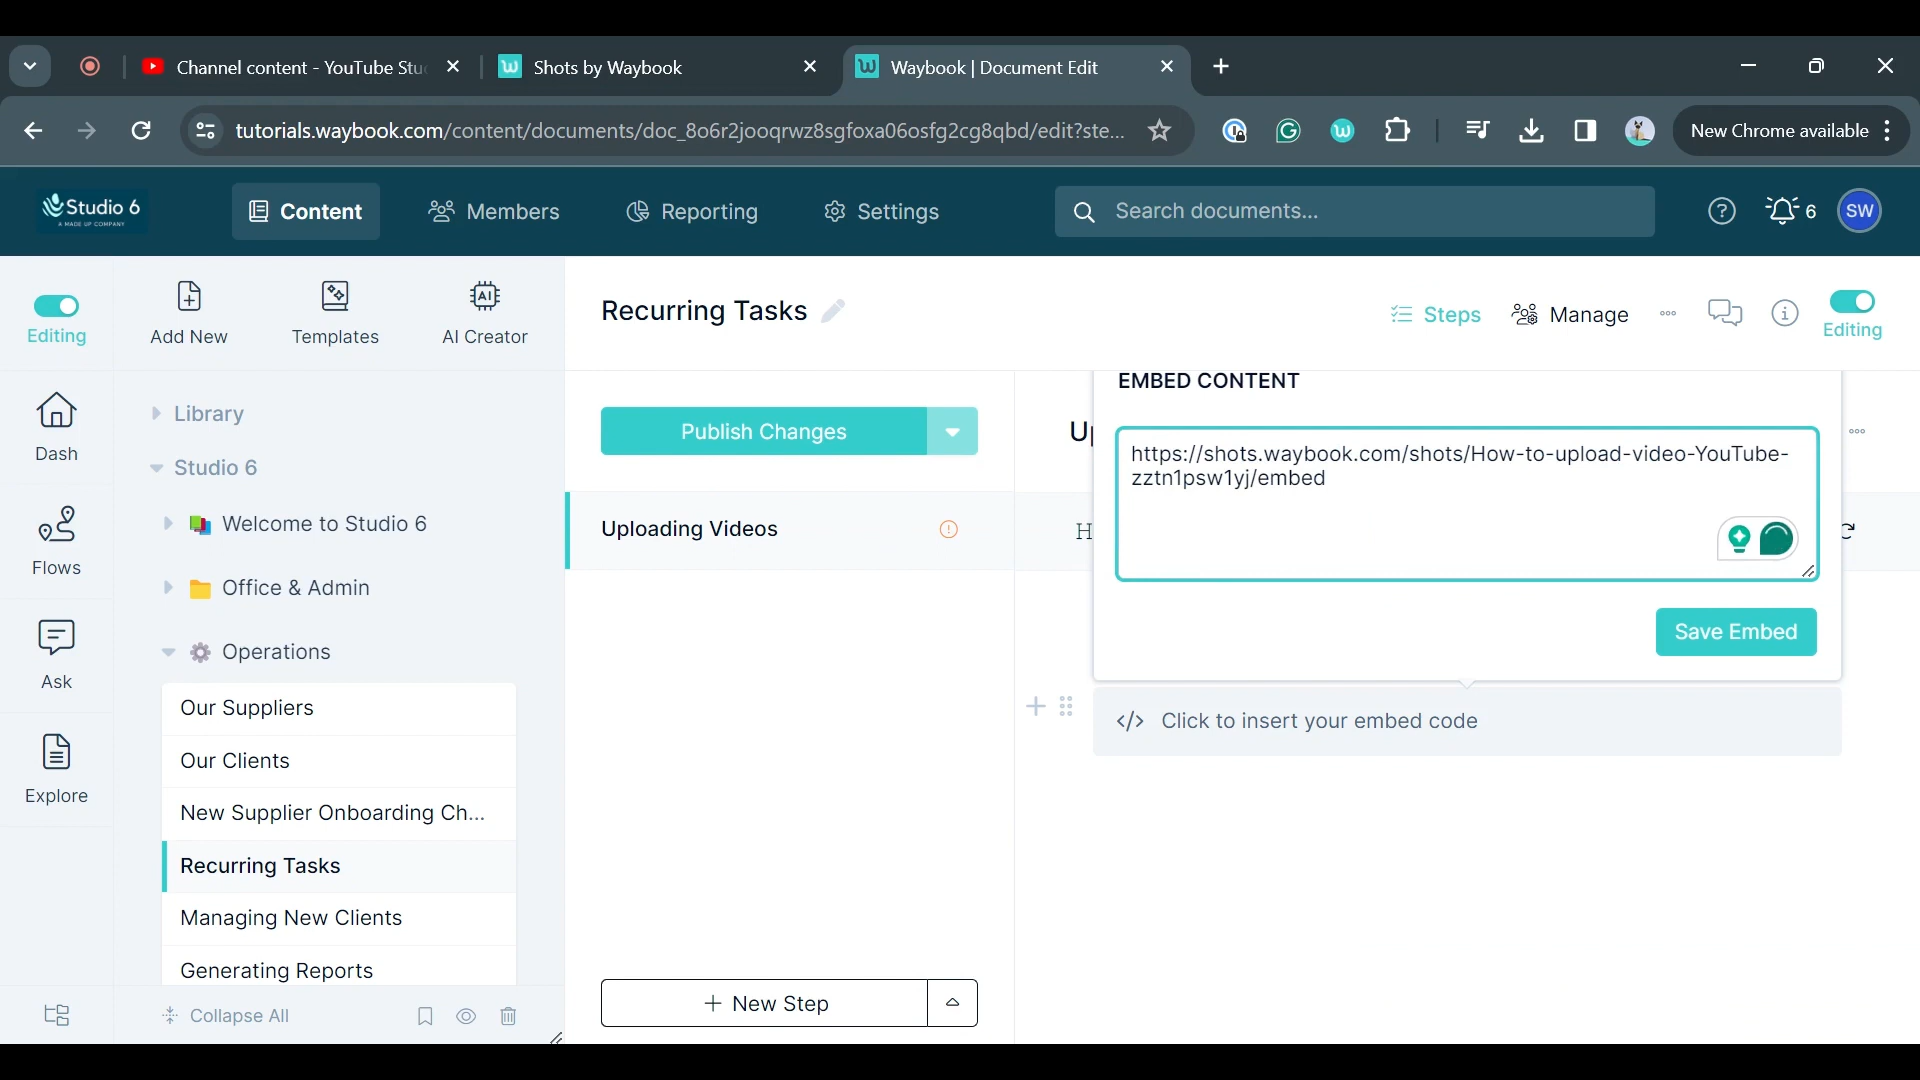 Channel content - YouTube Stu
Shots by Waybook
Waybook | Document Edit
tutorials.waybook.com/content/documents/doc_8o6r2jooqrwz8sgfoxa06osfg2cg8qbd/edit?ste...
New Chrome available
Studio 6
A MADE UP COMPANY
Content
Members
Reporting
Settings
Search documents...
6
SW
Editing
Add New
Templates
AI
AI Creator
Recurring Tasks
Steps
Manage
Editing
Dash
Flows
Ask
Explore
Library
Studio 6
Welcome to Studio 6
Office & Admin
Operations
Our Suppliers
Our Clients
New Supplier Onboarding Ch...
Recurring Tasks
Managing New Clients
Generating Reports
Collapse All
Publish Changes
Uploading Videos
+ New Step
Up
H
EMBED CONTENT
https://shots.waybook.com/shots/How-to-upload-video-YouTube-
zztn1psw1yj/embed
Save Embed
</> Click to insert your embed code